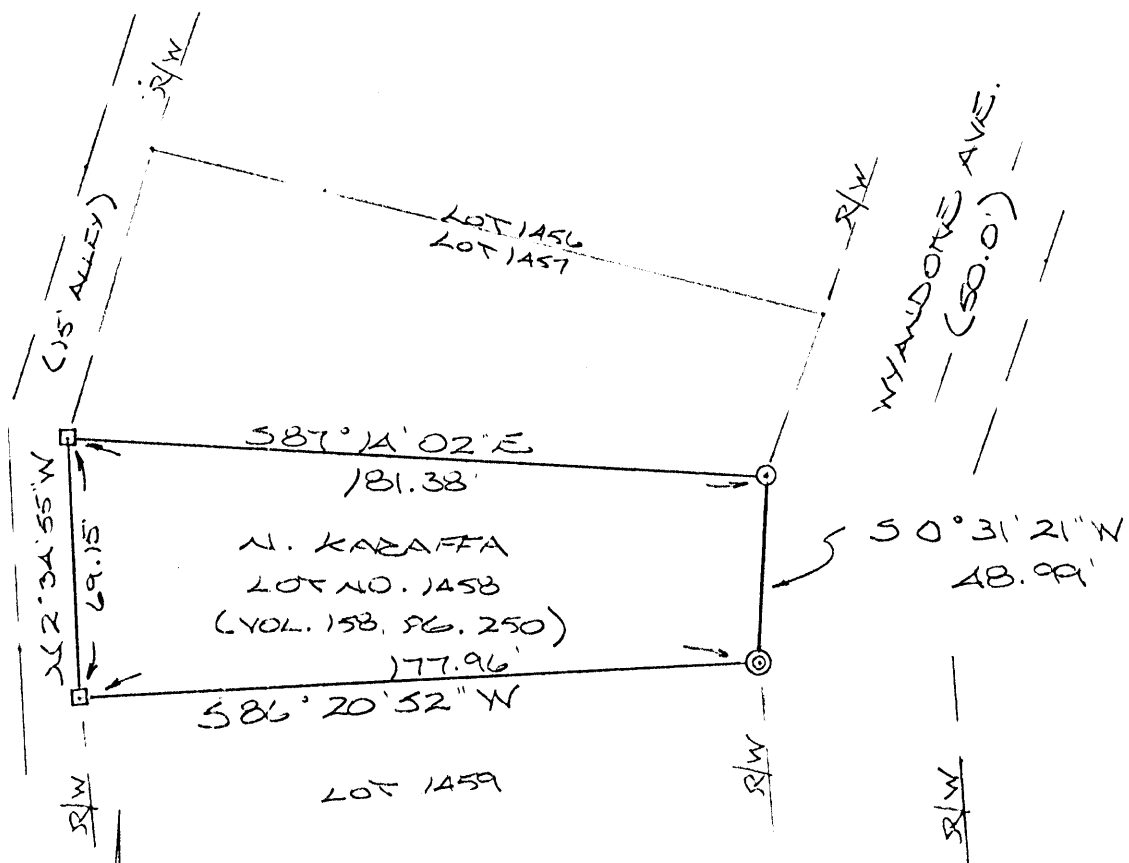 R/W
LOT 1456
LOT 1457
R/W
WYANDONE AVE.
(50.0')
(15' ALLEY)
S87°14'02"E
181.38'
N2°34'55"W
69.15
N. KARAFFA
LOT NO. 1458
(VOL. 158, PG. 250)
S0°31'21"W
48.99'
177.96'
S86°20'52"W
LOT 1459
R/W
R/W
R/W